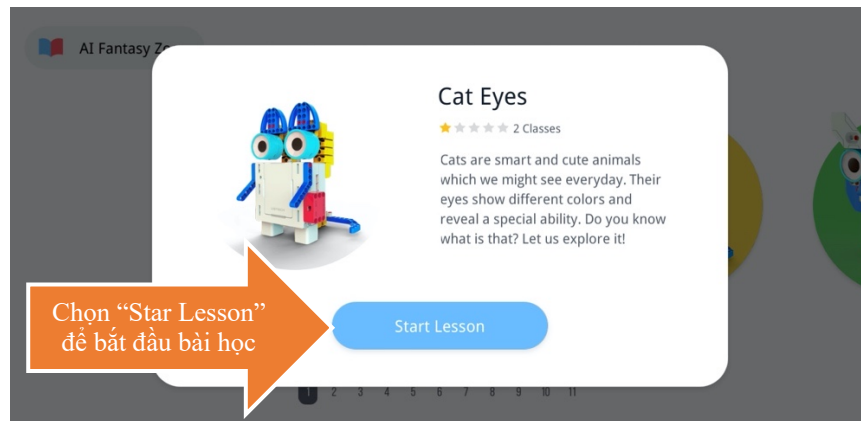 AI Fantasy Zo
Cat Eyes
2 Classes
Cats are smart and cute animals
which we might see everyday. Their
eyes show different colors and
reveal a special ability. Do you know
what is that? Let us explore it!
Chọn “Star Lesson”
để bắt đầu bài học
Start Lesson
1 2 3 4 5 6 7 8 9 10 11